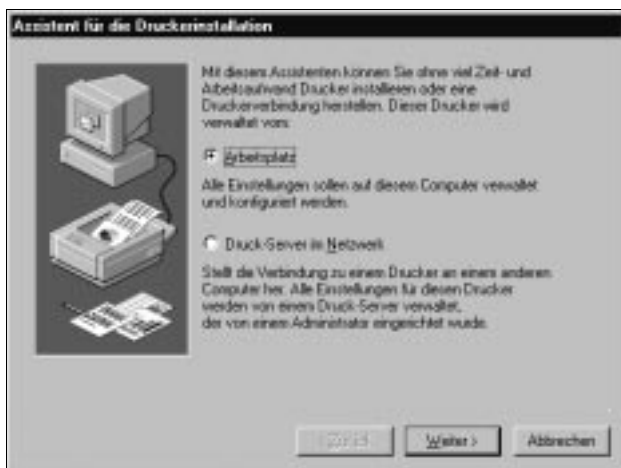 Assistent für die Druckerinstallation
Mit diesem Assistenten können Sie ohne viel Zeit- und
Arbeitsaufwand Drucker installieren oder eine
Druckerverbindung herstellen. Dieser Drucker wird
verwaltet vom:
Arbeitsplatz
Alle Einstellungen sollen auf diesem Computer verwaltet
und konfiguriert werden.
Druck-Server im Netzwerk
Stellt die Verbindung zu einem Drucker an einem anderen
Computer her. Alle Einstellungen für diesen Drucker
werden von einem Druck-Server verwaltet,
der von einem Administrator eingerichtet wurde.
< Zurück
Weiter >
Abbrechen